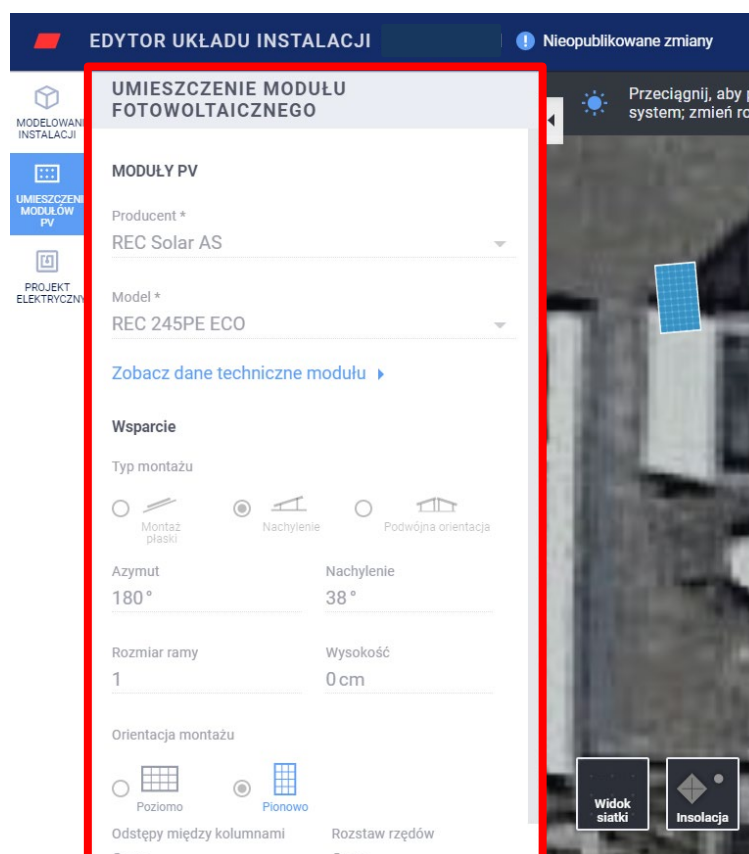 EDYTOR UKŁADU INSTALACJI
Nieopublikowane zmiany
MODELOWANI
INSTALACJI
UMIESZCZENI
MODUŁÓW
PV
PROJEKT
ELEKTRYCZNY
UMIESZCZENIE MODUŁU
FOTOWOLTAICZNEGO
MODUŁY PV
Producent *
REC Solar AS
Model *
REC 245PE ECO
Zobacz dane techniczne modułu
Wsparcie
Typ montażu
Montaż
płaski
Nachylenie
Podwójna orientacja
Azymut
Nachylenie
180°
38°
Rozmiar ramy
Wysokość
1
0 cm
Orientacja montażu
Poziomo
Pionowo
Odstępy między kolumnami
Rozstaw rzędów
Przeciągnij, aby
system; zmień ro
Widok
siatki
Insolacja